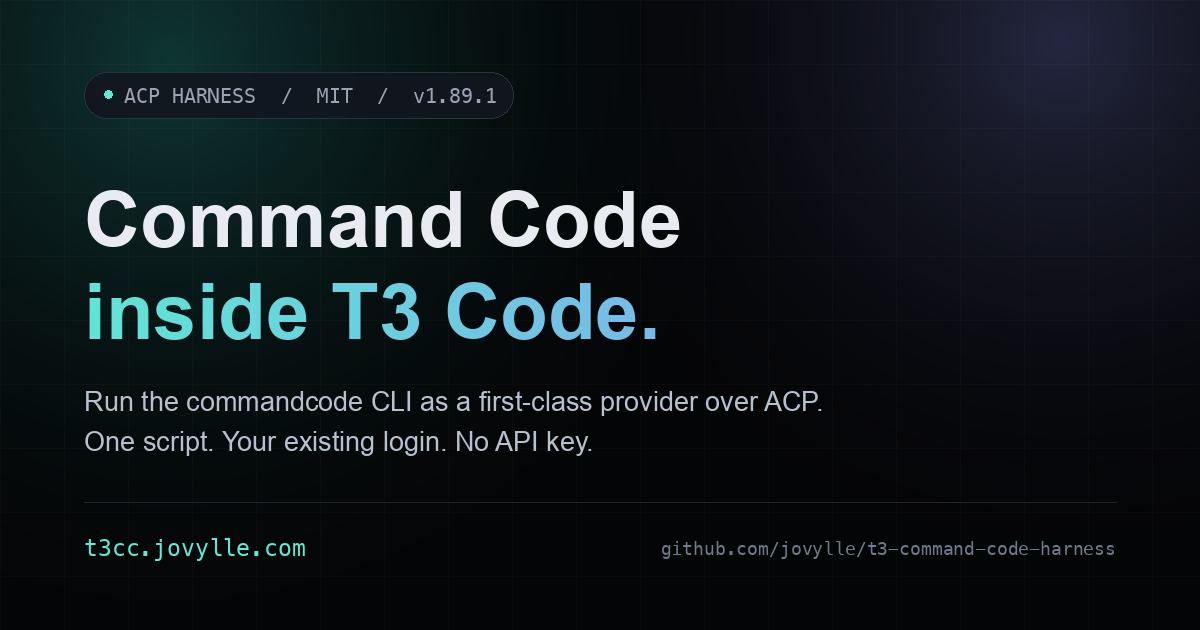 ACP HARNESS / MIT / v1.89.1
Command Code
inside T3 Code.
Run the commandcode CLI as a first-class provider over ACP.
One script. Your existing login. No API key.
t3cc.jovylle.com
github.com/jovylle/t3-command-code-harness